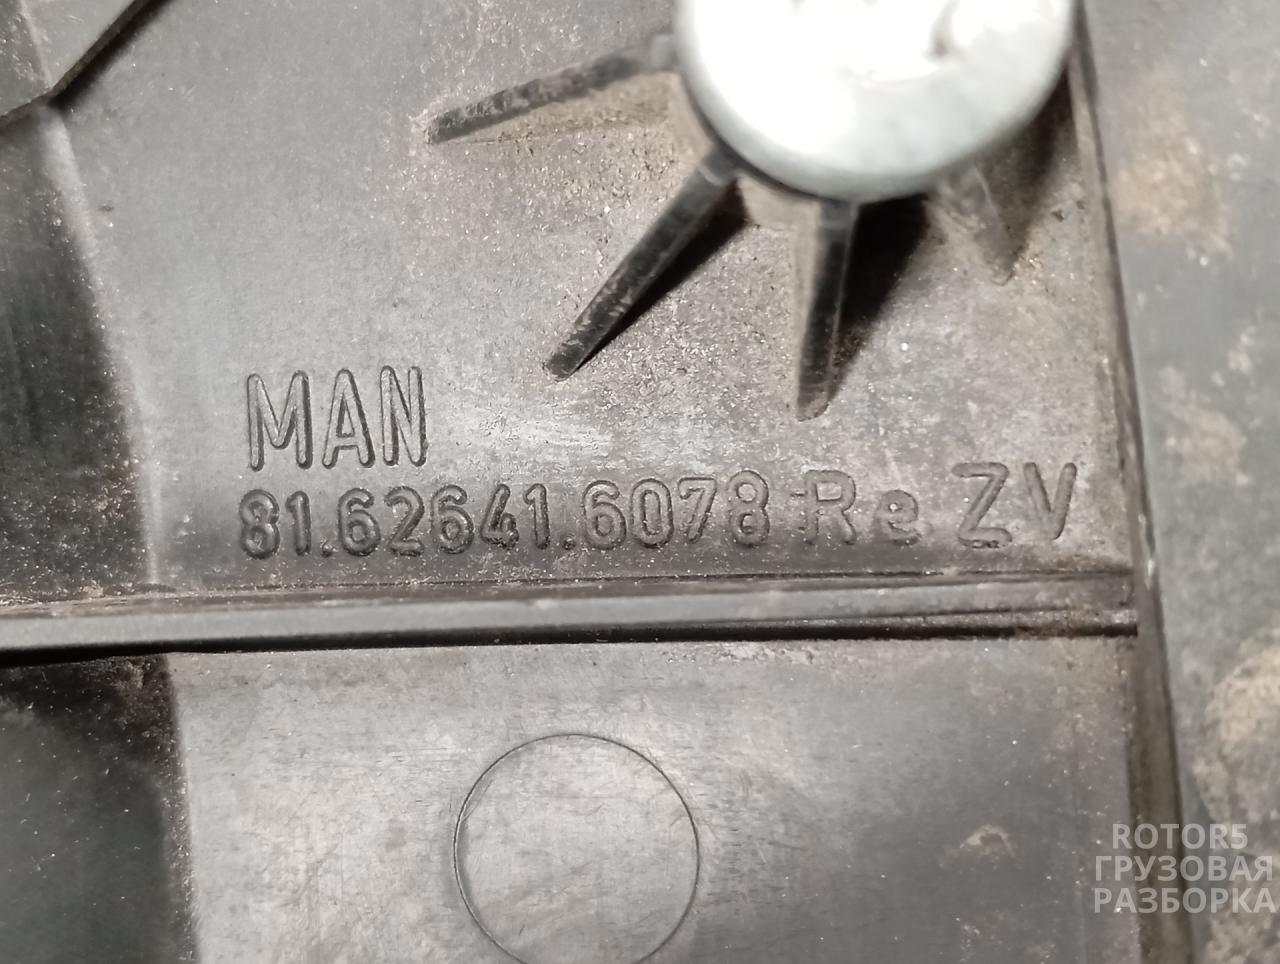 MAN
81.62641.6078 Re ZV
ROTOR5
ГРУЗОВАЯ
РАЗБОРКА